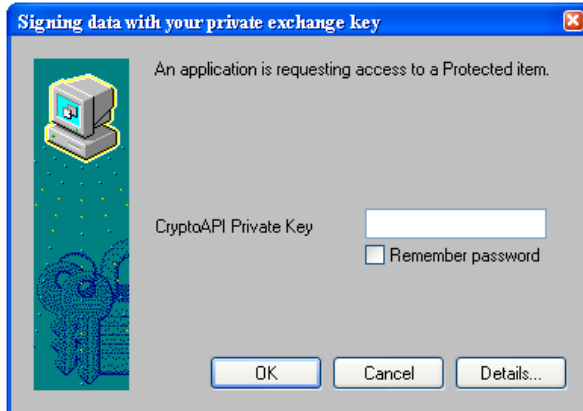 Signing data with your private exchange key
An application is requesting access to a Protected item.
CryptoAPI Private Key
Remember password
OK Cancel Details...